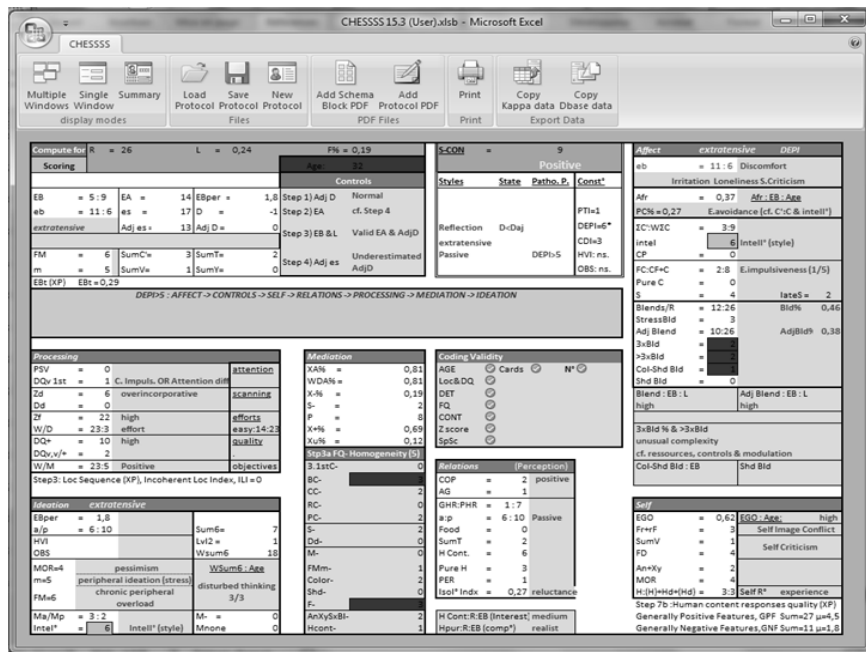 CHESSSS 15.3 (User).xlsb - Microsoft Excel
CHESSSS
Multiple Windows
Single Window
Summary
display modes
Load Protocol
Save Protocol
New Protocol
Files
Add Schema Block PDF
Add Protocol PDF
PDF Files
Print
Print
Copy Kappa data
Copy Dbase data
Export Data
Compute for R = 26 L = 0,24 F% = 0,19
Scoring Age: 32
Controls
EB = 5:9 EA = 14 EBper = 1,8 Step 1) Adj D Normal
eb = 11:6 es = 17 D = -1 Step 2) EA cf. Step 4
extratensive Adj es = 13 Adj D = 0 Step 3) EB & L Valid EA & AdjD
FM = 6 SumC' = 3 SumT = 2 Step 4) Adj es Underestimated AdjD
m = 5 SumV = 1 SumY = 0
EBt (XP) EBt = 0,29
S-CON = 9
Positive
Styles State Patho. P. Const°
PTI=1
Reflection D<Daj DEPI=6*
extratensive CDI=3
Passive DEPI>5 HVI: ns.
OBS: ns.
Affect extratensive DEPI
eb = 11:6 Discomfort
Irritation Loneliness S.Criticism
Afr = 0,37 Afr : EB : Age
PC% = 0,27 E.avoidance (cf. C':C & intell°)
ΣC':WΣC = 3:9
intel 6 Intell° (style)
CP = 0
FC:CF+C = 2:8 E.impulsiveness (1/5)
Pure C = 0
S = 4 lateS = 2
Blends/R = 12:26 Bld% 0,46
StressBld = 3
Adj Blend = 10:26 AdjBld% 0,38
3xBld = 2
>3xBld = 2
Col-Shd Bld = 1
Shd Bld = 0
Blend : EB : L Adj Blend : EB : L
high high
3xBld % & >3xBld
unusual complexity
cf. ressources, controls & modulation
Col-Shd Bld : EB Shd Bld
DEPI>5 : AFFECT -> CONTROLS -> SELF -> RELATIONS -> PROCESSING -> MEDIATION -> IDEATION
Processing
PSV = 0 attention
DQv 1st = 1 C. Impuls. OR Attention diff
Zd = 6 overincorporative scanning
Dd = 0
Zf = 22 high efforts
W/D = 23:3 effort easy:14:23
DQ+ = 10 high quality
DQv,v/+ = 2
W/M = 23:5 Positive objectives
Step3: Loc Sequence (XP), Incoherent Loc Index, ILI = 0
Mediation
XA% = 0,81
WDA% = 0,81
X-% = 0,19
S- = 2
P = 8
X+% = 0,69
Xu% = 0,12
Stp3a FQ- Homogeneity (5)
3.1stC- 0
BC- 3
CC- 2
RC- 0
PC- 2
S- 2
Dd- 0
M- 0
FMm- 1
Color- 2
Shd- 0
F- 3
AnXySxBl- 2
Hcont- 1
Coding Validity
AGE Cards N°
Loc&DQ
DET
FQ
CONT
Z score
SpSc
Relations (Perception)
COP = 2 positive
AG = 1
GHR:PHR = 1:7
a:p = 6:10 Passive
Food = 0
SumT = 2
H Cont. = 6
Pure H = 3
PER = 1
Isol° Indx = 0,27 reluctance
H Cont:R:EB (Interest) medium
Hpur:R:EB (comp°) realist
Ideation extratensive
EBper = 1,8
a/p = 6:10 Sum6= 7
HVI Lvl2 = 1
OBS Wsum6 18
MOR=4 pessimism WSum6 : Age
m=5 peripheral ideation (stress) disturbed thinking 3/3
FM=6 chronic peripheral overload
Ma/Mp = 3:2 M- = 0
Intel° = 6 Intell° (style) Mnone 0
Self
EGO = 0,62 EGO : Age: high
Fr+rF = 3 Self Image Conflict
SumV = 1 Self Criticism
FD = 4
An+Xy = 2
MOR = 4
H:(H)+Hd+(Hd) = 3:3 Self R° experience
Step 7b :Human content responses quality (XP)
Generally Positive Features, GPF Sum=27 μ=4,5
Generally Negative Features,GNF Sum=11 μ=1,8